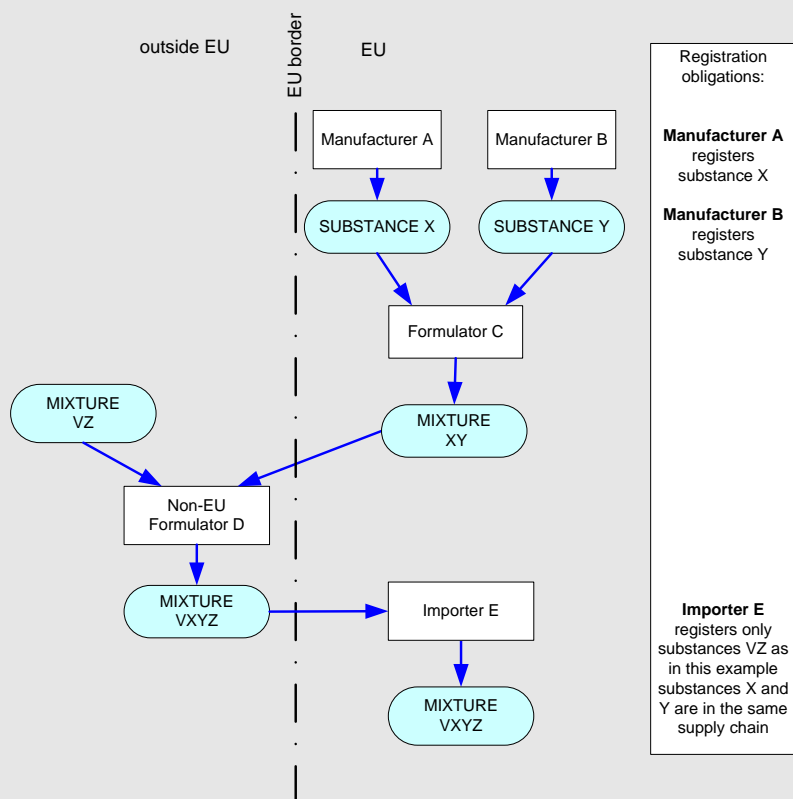 outside EU
EU border
EU
Registration
obligations:
Manufacturer A
Manufacturer B
Manufacturer A
registers
substance X
SUBSTANCE X
SUBSTANCE Y
Manufacturer B
registers
substance Y
Formulator C
MIXTURE
VZ
MIXTURE
XY
Non-EU
Formulator D
MIXTURE
VXYZ
Importer E
Importer E
registers only
substances VZ as
in this example
substances X and
Y are in the same
supply chain
MIXTURE
VXYZ